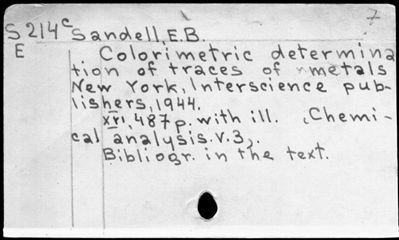 7
S214c Sandell, E.B.
E Colorimetric determina
tion of traces of metals
New York, Interscience pub-
lishers, 1944.
xvi, 487 p. with ill. (Chemi-
cal analysis. v.3).
Bibliogr. in the text.